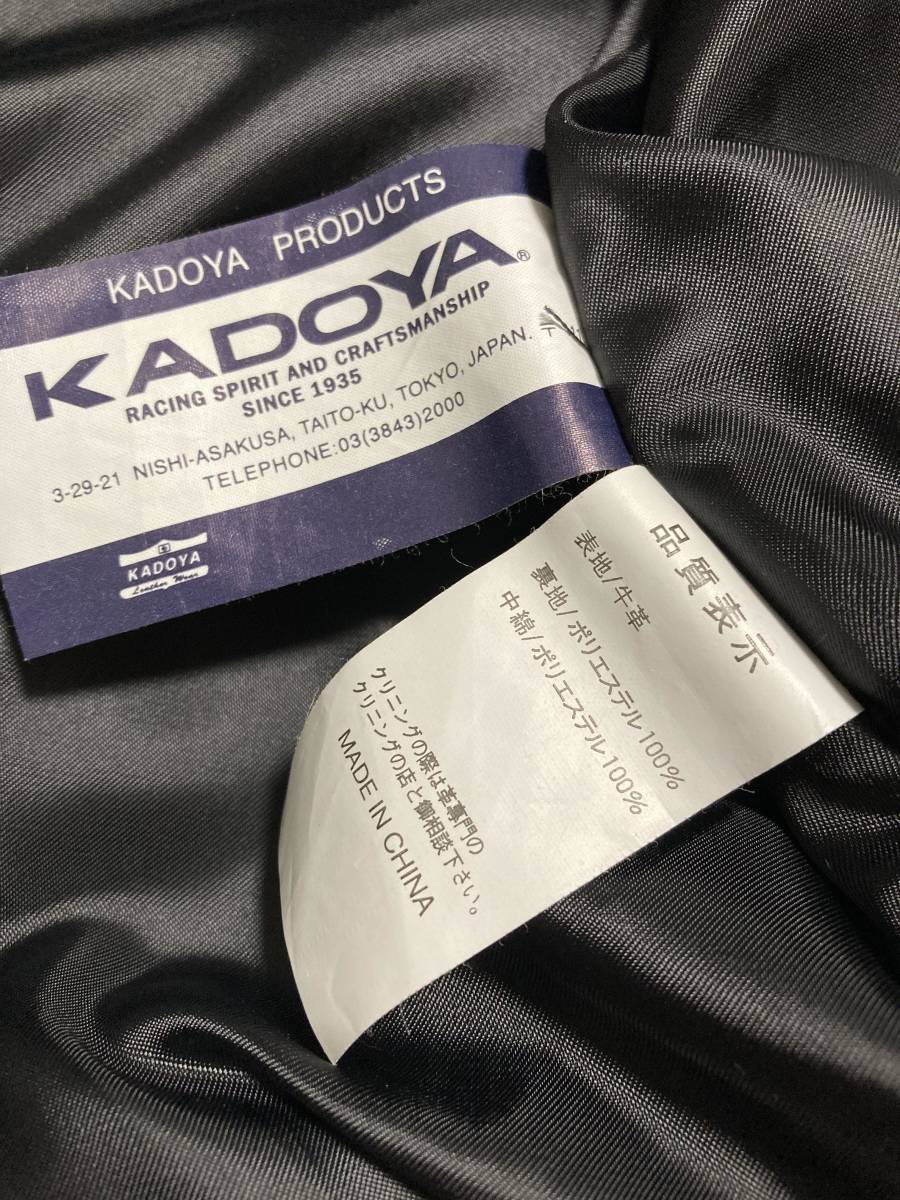 KADOYA PRODUCTS
KADOYA®
RACING SPIRIT AND CRAFTSMANSHIP
SINCE 1935
3-29-21 NISHI-ASAKUSA, TAITO-KU, TOKYO, JAPAN. 〒
TELEPHONE:03(3843)2000
KADOYA
Leather Wear
品質表示
表地/牛革
裏地/ポリエステル100%
中綿/ポリエステル100%
クリニングの際は革専門の
クリニングの店と御相談下さい。
MADE IN CHINA